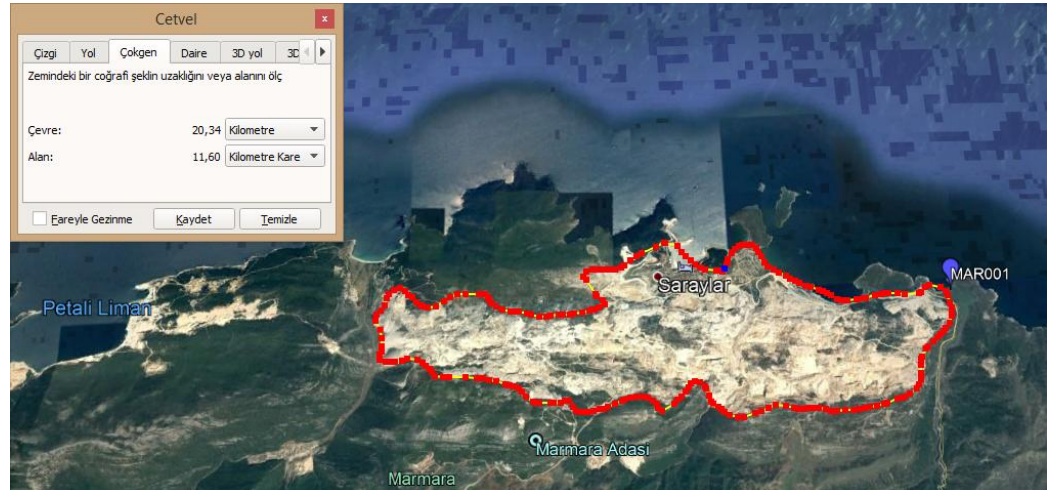 Cetvel
x
Çizgi Yol Çokgen Daire 3D yol 3D
Zemindeki bir coğrafi şeklin uzaklığını veya alanını ölç
Çevre: 20,34 Kilometre
Alan: 11,60 Kilometre Kare
Fareyle Gezinme Kaydet Temizle
MAR001
Saraylar
Petali Liman
Marmara Adasi
Marmara